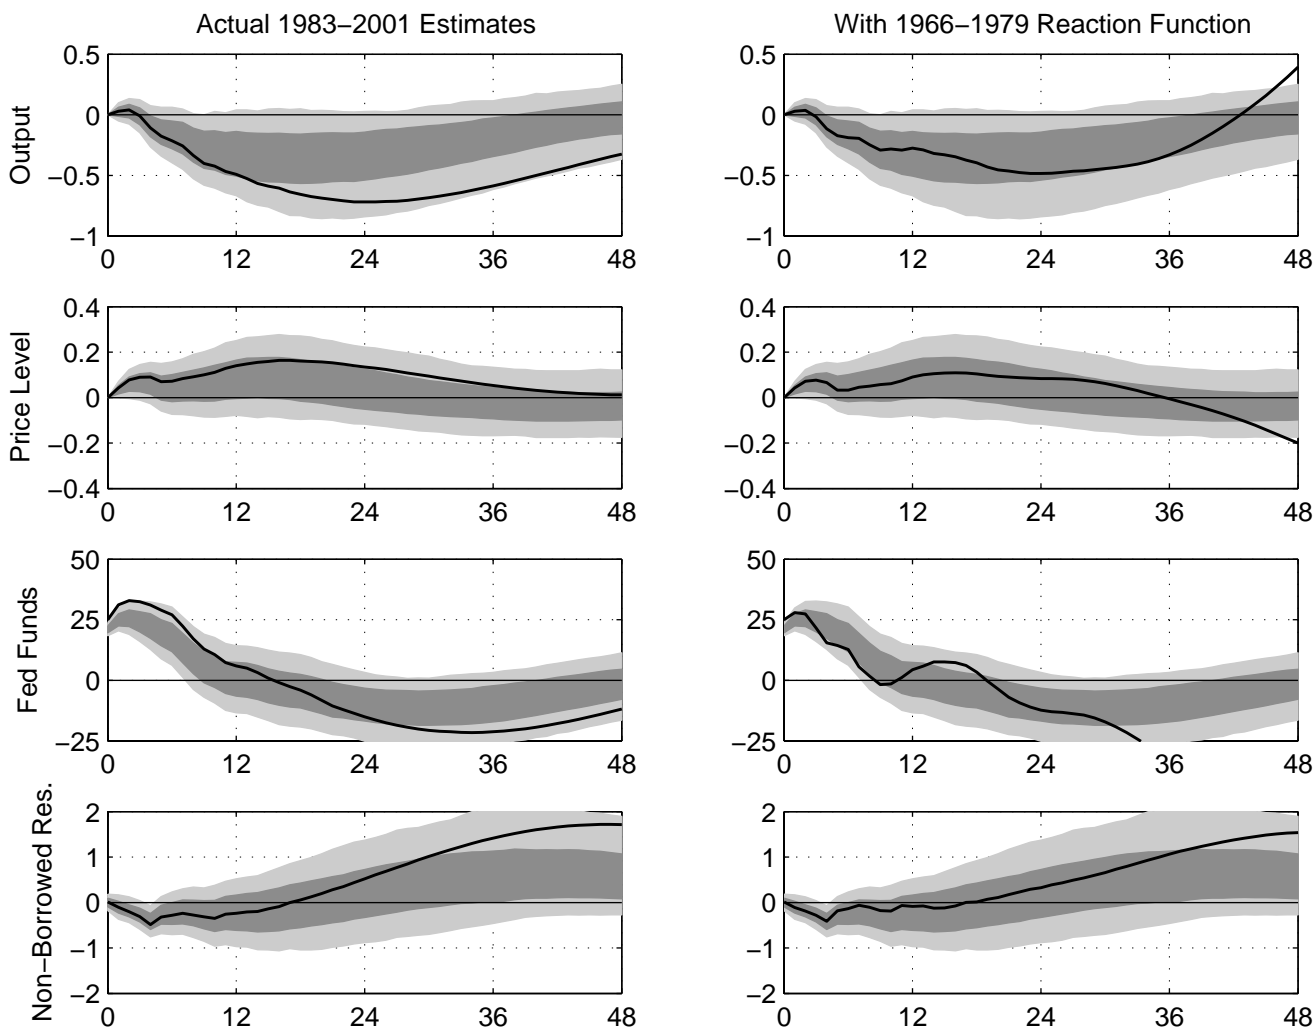 Actual 1983–2001 Estimates
With 1966–1979 Reaction Function
Output
0.5
0
−0.5
−1
0 12 24 36 48
0.5
0
−0.5
−1
0 12 24 36 48
Price Level
0.4
0.2
0
−0.2
−0.4
0 12 24 36 48
0.4
0.2
0
−0.2
−0.4
0 12 24 36 48
Fed Funds
50
25
0
−25
0 12 24 36 48
50
25
0
−25
0 12 24 36 48
Non−Borrowed Res.
2
1
0
−1
−2
0 12 24 36 48
2
1
0
−1
−2
0 12 24 36 48